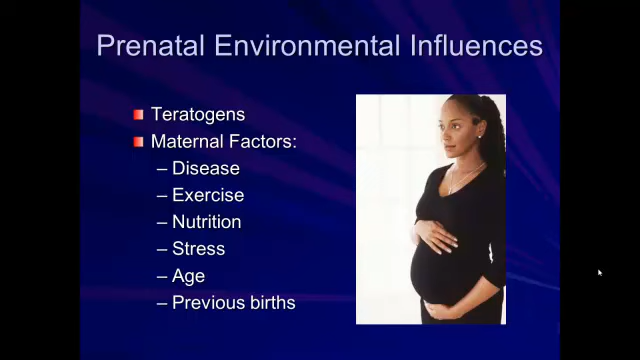 Prenatal Environmental Influences
Teratogens
Maternal Factors:
– Disease
– Exercise
– Nutrition
– Stress
– Age
– Previous births